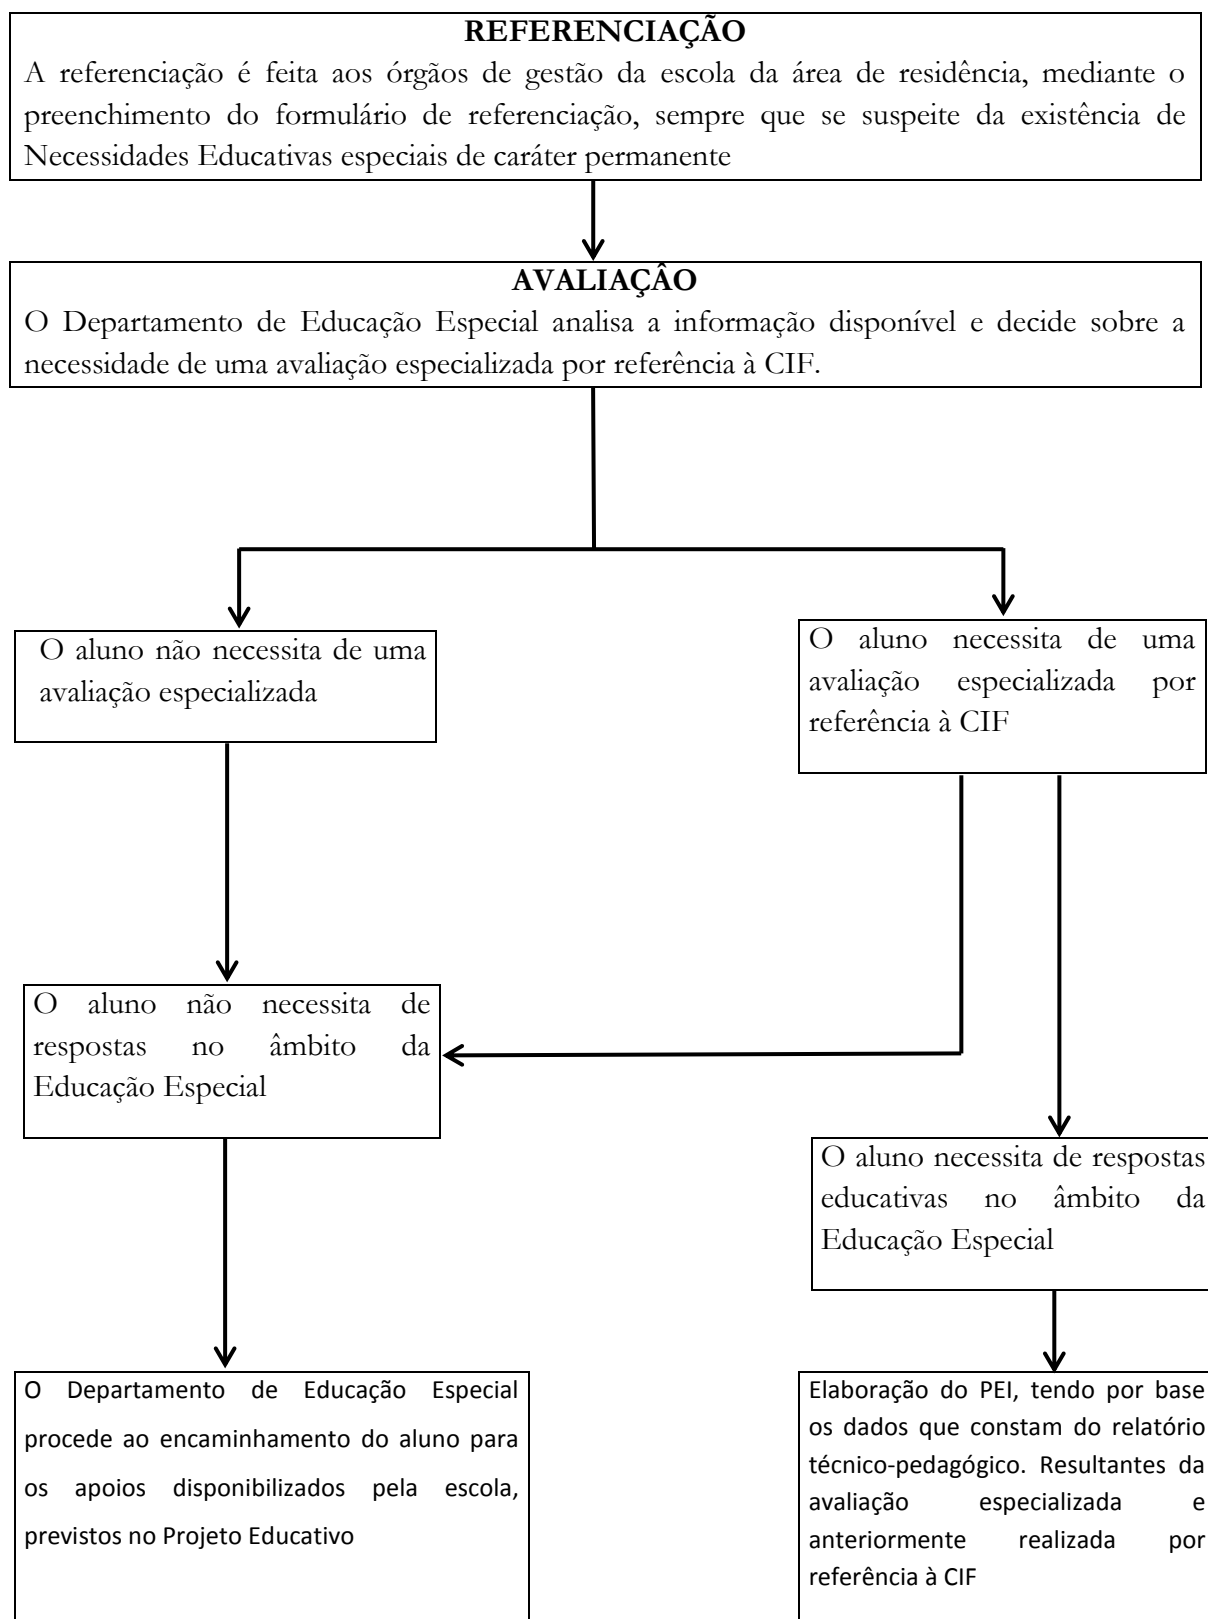 REFERENCIAÇÃO
A referenciação é feita aos órgãos de gestão da escola da área de residência, mediante o
preenchimento do formulário de referenciação, sempre que se suspeite da existência de
Necessidades Educativas especiais de caráter permanente
AVALIAÇÂO
O Departamento de Educação Especial analisa a informação disponível e decide sobre a
necessidade de uma avaliação especializada por referência à CIF.
O aluno não necessita de uma
avaliação especializada
O aluno necessita de uma
avaliação especializada por
referência à CIF
O aluno não necessita de
respostas no âmbito da
Educação Especial
O aluno necessita de respostas
educativas no âmbito da
Educação Especial
O Departamento de Educação Especial
procede ao encaminhamento do aluno para
os apoios disponibilizados pela escola,
previstos no Projeto Educativo
Elaboração do PEI, tendo por base
os dados que constam do relatório
técnico-pedagógico. Resultantes da
avaliação especializada e
anteriormente realizada por
referência à CIF